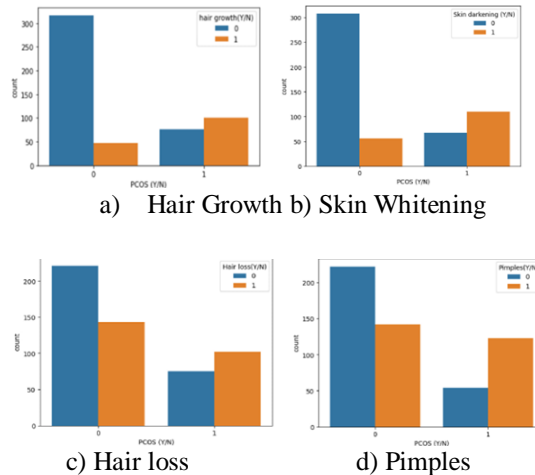 hair growth(Y/N)
0
1
count
300
250
200
150
100
50
0
0
1
PCOS (Y/N)
Skin darkening (Y/N)
0
1
count
300
250
200
150
100
50
0
0
1
PCOS (Y/N)
a) Hair Growth b) Skin Whitening
Hair loss(Y/N)
0
1
count
200
150
100
50
0
0
1
PCOS (Y/N)
Pimples(Y/N)
0
1
count
200
150
100
50
0
0
1
PCOS (Y/N)
c) Hair loss
d) Pimples